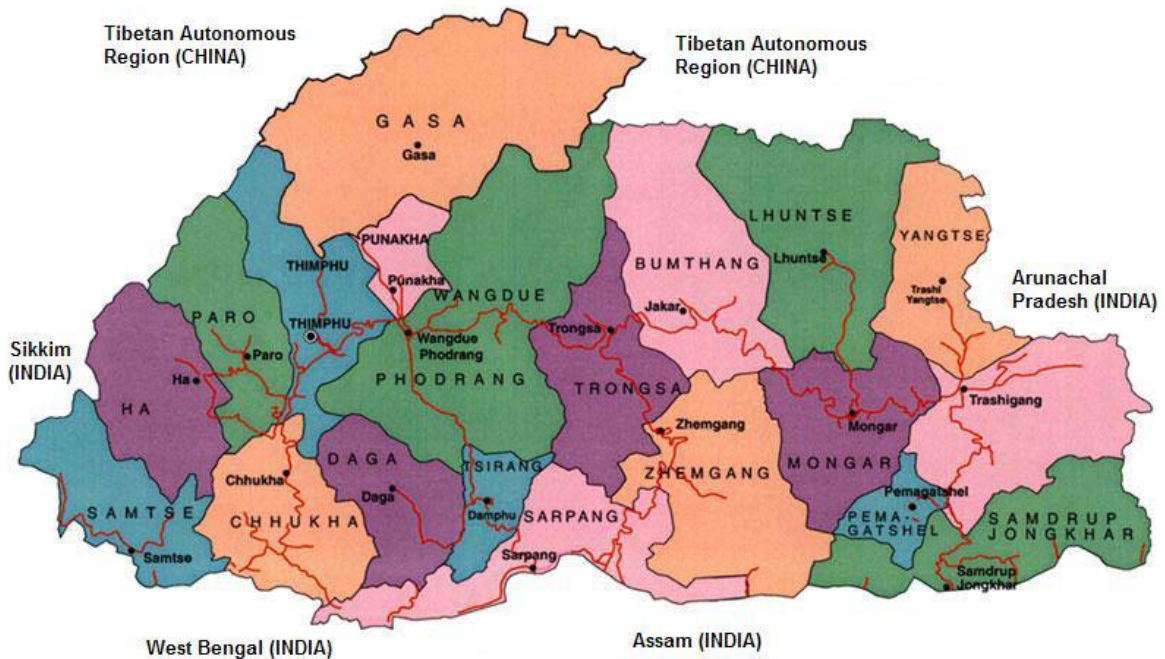 Tibetan Autonomous
Region (CHINA)
Tibetan Autonomous
Region (CHINA)
GASA
Gasa
PUNAKHA
Punakha
THIMPHU
THIMPHU
LHUNTSE
Lhuntse
YANGTSE
Trashi
Yangtse
BUMTHANG
Jakar
WANGDUE
Wangdue
Phodrang
PHODRANG
Trongsa
TRONGSA
Arunachal
Pradesh (INDIA)
PARO
Paro
Sikkim
(INDIA)
Ha
HA
Trashigang
Mongar
MONGAR
Zhemgang
ZHEMGANG
DAGA
Daga
TSIRANG
Damphu
SARPANG
Sarpang
Chhukha
CHHUKHA
SAMTSE
Samtse
Pemagatshel
PEMA-
GATSHEL
SAMDRUP
JONGKHAR
Samdrup
Jongkhar
West Bengal (INDIA)
Assam (INDIA)